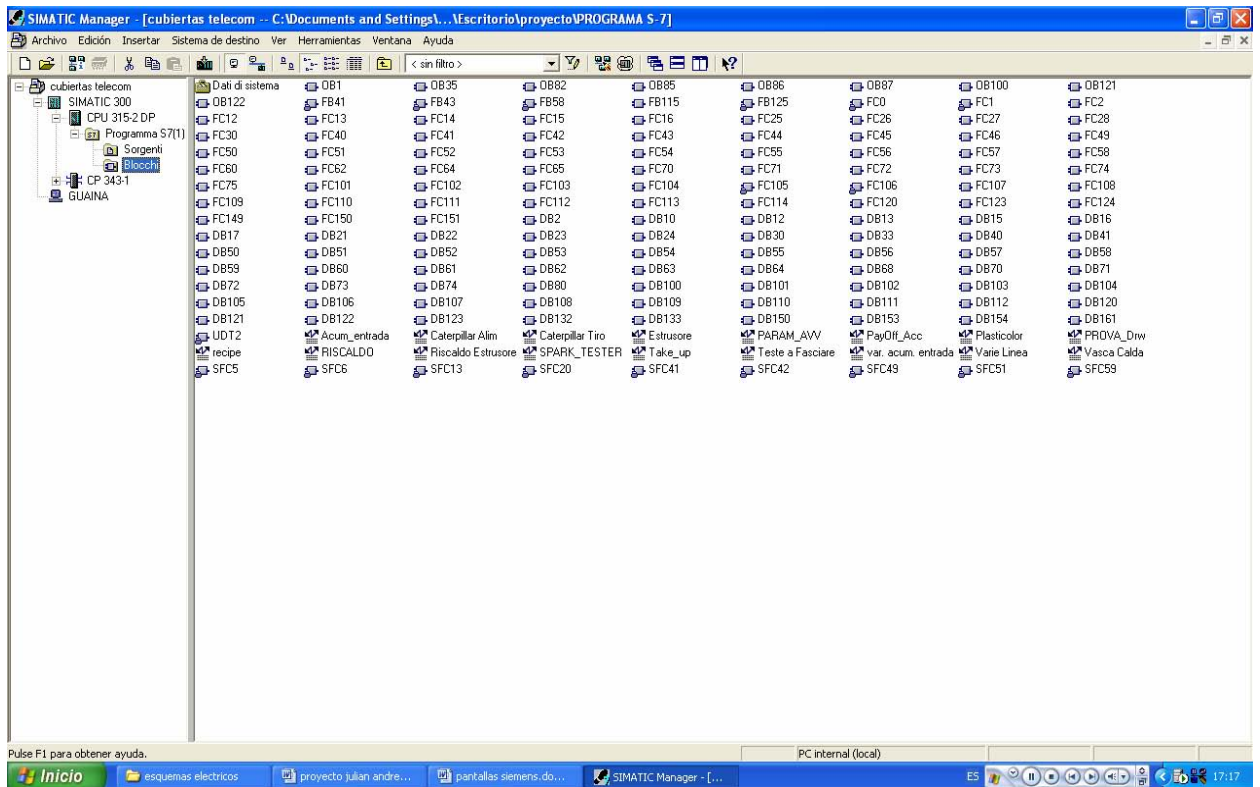 SIMATIC Manager - [cubiertas telecom -- C:\Documents and Settings\...\Escritorio\proyecto\PROGRAMA S-7]
Archivo Edición Insertar Sistema de destino Ver Herramientas Ventana Ayuda
< sin filtro >
cubiertas telecom
SIMATIC 300
CPU 315-2 DP
Programma S7(1)
Sorgenti
Blocchi
CP 343-1
GUAINA
Dati di sistema OB1 OB35 OB82 OB85 OB86 OB87 OB100 OB121
OB122 FB41 FB43 FB58 FB115 FB125 FC0 FC1 FC2
FC12 FC13 FC14 FC15 FC16 FC25 FC26 FC27 FC28
FC30 FC40 FC41 FC42 FC43 FC44 FC45 FC46 FC49
FC50 FC51 FC52 FC53 FC54 FC55 FC56 FC57 FC58
FC60 FC62 FC64 FC65 FC70 FC71 FC72 FC73 FC74
FC75 FC101 FC102 FC103 FC104 FC105 FC106 FC107 FC108
FC109 FC110 FC111 FC112 FC113 FC114 FC120 FC123 FC124
FC149 FC150 FC151 DB2 DB10 DB12 DB13 DB15 DB16
DB17 DB21 DB22 DB23 DB24 DB30 DB33 DB40 DB41
DB50 DB51 DB52 DB53 DB54 DB55 DB56 DB57 DB58
DB59 DB60 DB61 DB62 DB63 DB64 DB68 DB70 DB71
DB72 DB73 DB74 DB80 DB100 DB101 DB102 DB103 DB104
DB105 DB106 DB107 DB108 DB109 DB110 DB111 DB112 DB120
DB121 DB122 DB123 DB132 DB133 DB150 DB153 DB154 DB161
UDT2 Acum_entrada Caterpillar Alim Caterpillar Tiro Estrusore PARAM_AVV PayOff_Acc Plasticolor PROVA_Drw
recipe RISCALDO Riscaldo Estrusore SPARK_TESTER Take_up Teste a Fasciare var. acum. entrada Varie Linea Vasca Calda
SFC5 SFC6 SFC13 SFC20 SFC41 SFC42 SFC49 SFC51 SFC59
Pulse F1 para obtener ayuda. PC internal (local)
Inicio esquemas electricos proyecto julian andre... pantallas siemens.do... SIMATIC Manager - [... ES 17:17